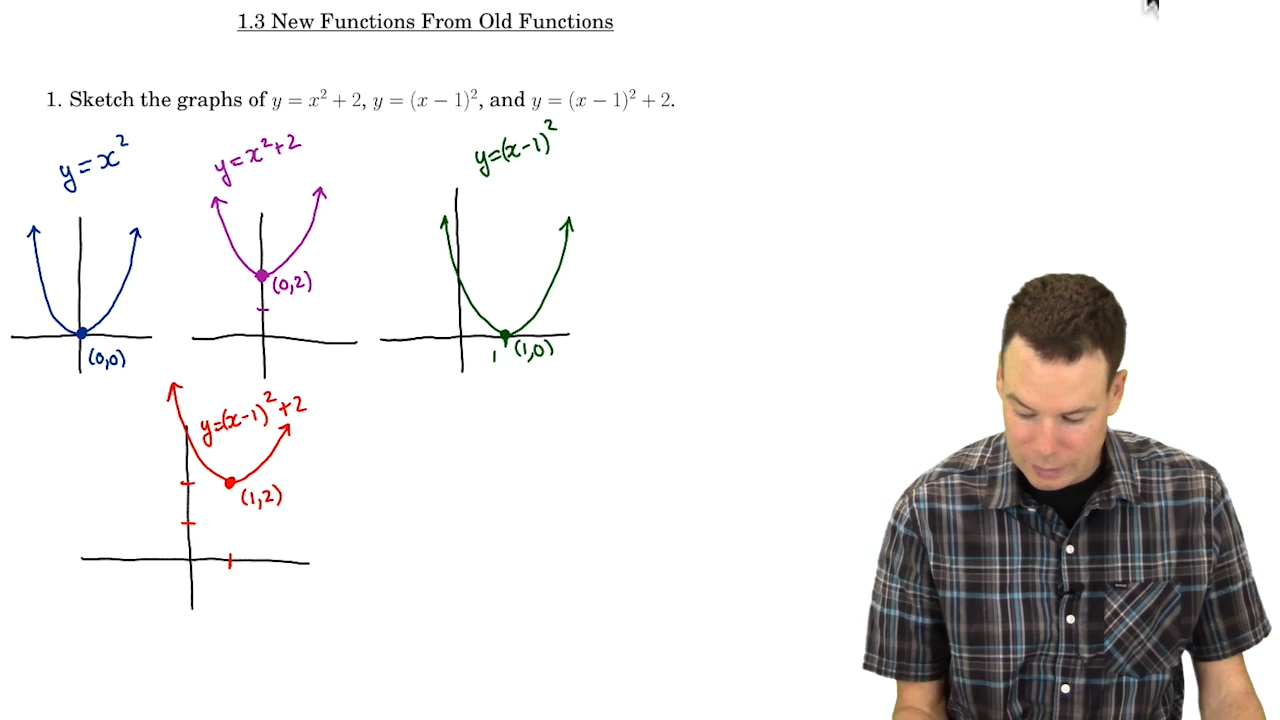 1.3 New Functions From Old Functions
1. Sketch the graphs of y = x² + 2, y = (x − 1)², and y = (x − 1)² + 2.
y=x²
y=x²+2
y=(x-1)²
(0,0)
(0,2)
1 (1,0)
y=(x-1)²+2
(1,2)